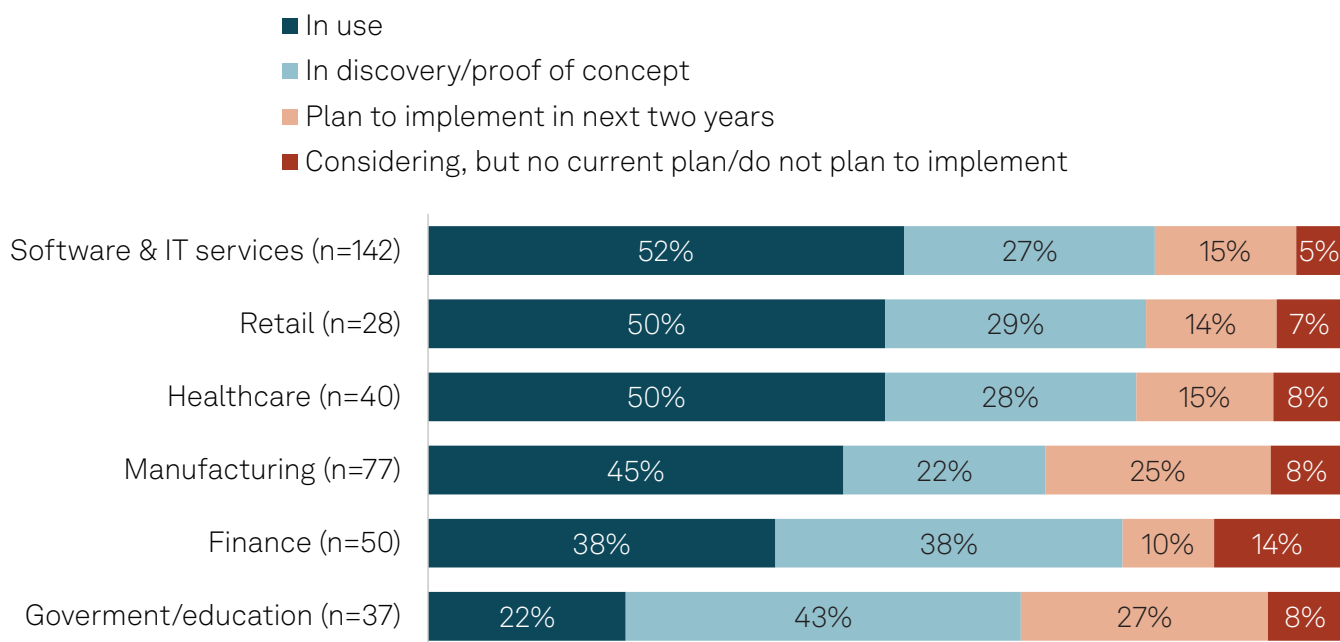 In use
In discovery/proof of concept
Plan to implement in next two years
Considering, but no current plan/do not plan to implement
Software & IT services (n=142) 52% 27% 15% 5%
Retail (n=28) 50% 29% 14% 7%
Healthcare (n=40) 50% 28% 15% 8%
Manufacturing (n=77) 45% 22% 25% 8%
Finance (n=50) 38% 38% 10% 14%
Goverment/education (n=37) 22% 43% 27% 8%